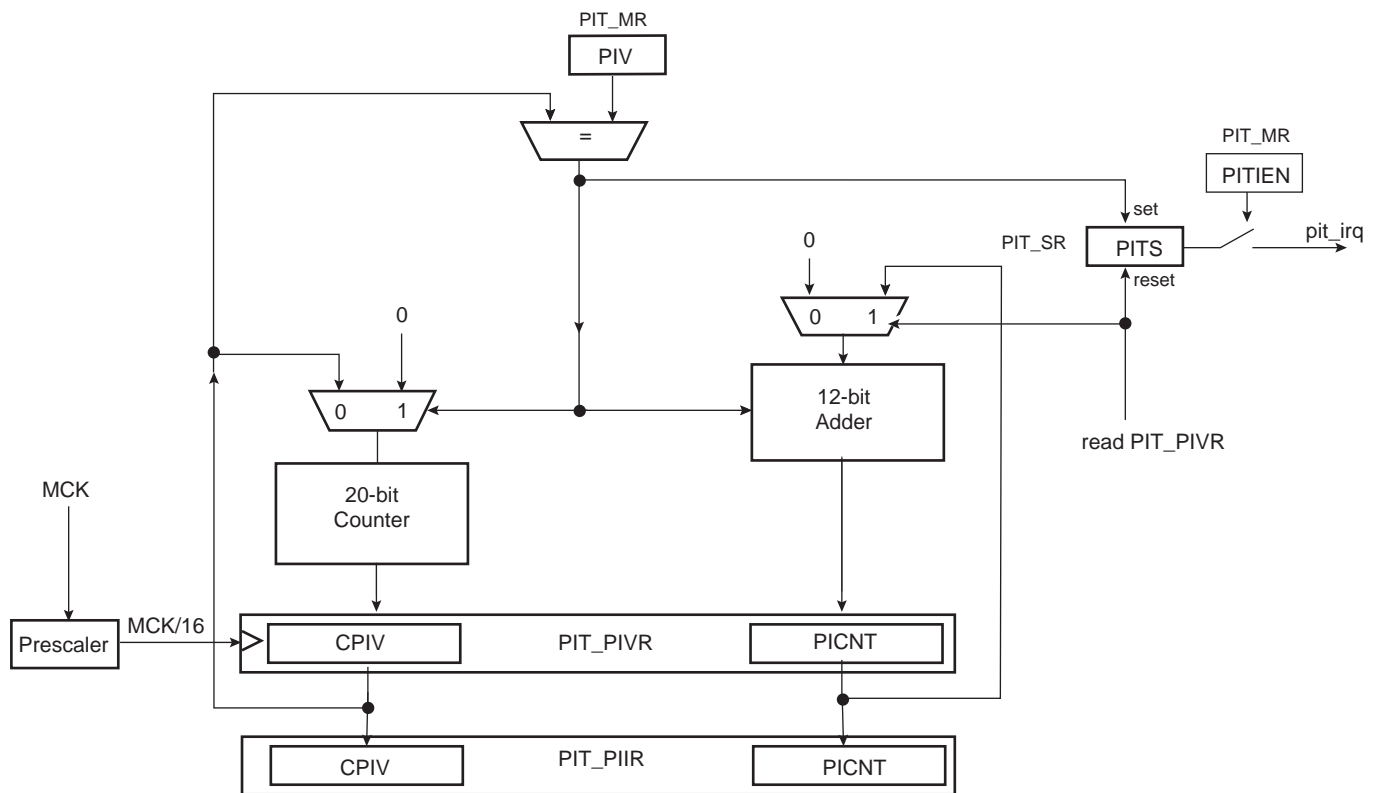 PIT_MR
PIV
=
PIT_MR
PITIEN
set
0
PIT_SR
PITS
pit_irq
reset
0
0 1
0 1
12-bit
Adder
read PIT_PIVR
MCK
20-bit
Counter
MCK/16
Prescaler
CPIV
PIT_PIVR
PICNT
CPIV
PIT_PIIR
PICNT